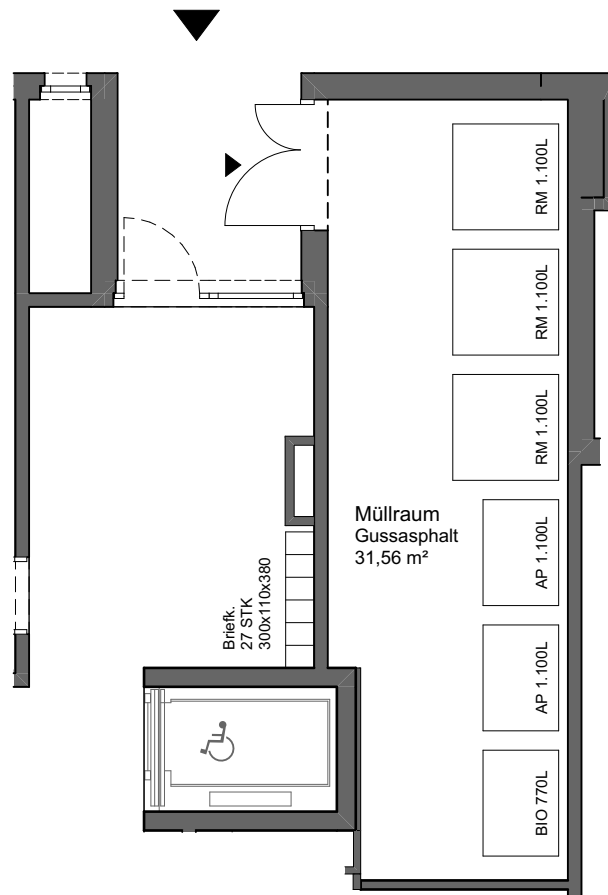 RM 1.100L
RM 1.100L
RM 1.100L
Müllraum
Gussasphalt
31,56 m²
AP 1.100L
Briefk.
27 STK
300x110x380
AP 1.100L
BIO 770L